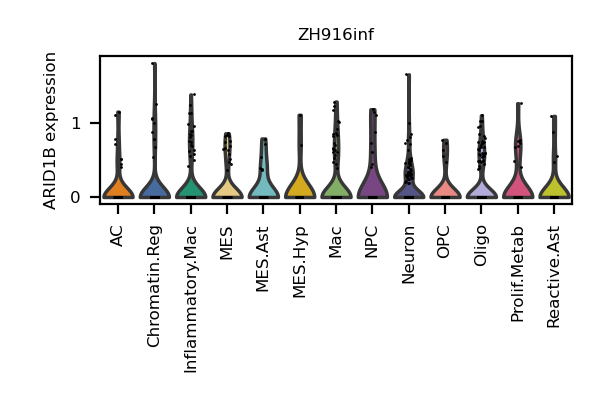 ZH916inf
ARID1B expression
1
0
AC
Chromatin.Reg
Inflammatory.Mac
MES
MES.Ast
MES.Hyp
Mac
NPC
Neuron
OPC
Oligo
Prolif.Metab
Reactive.Ast